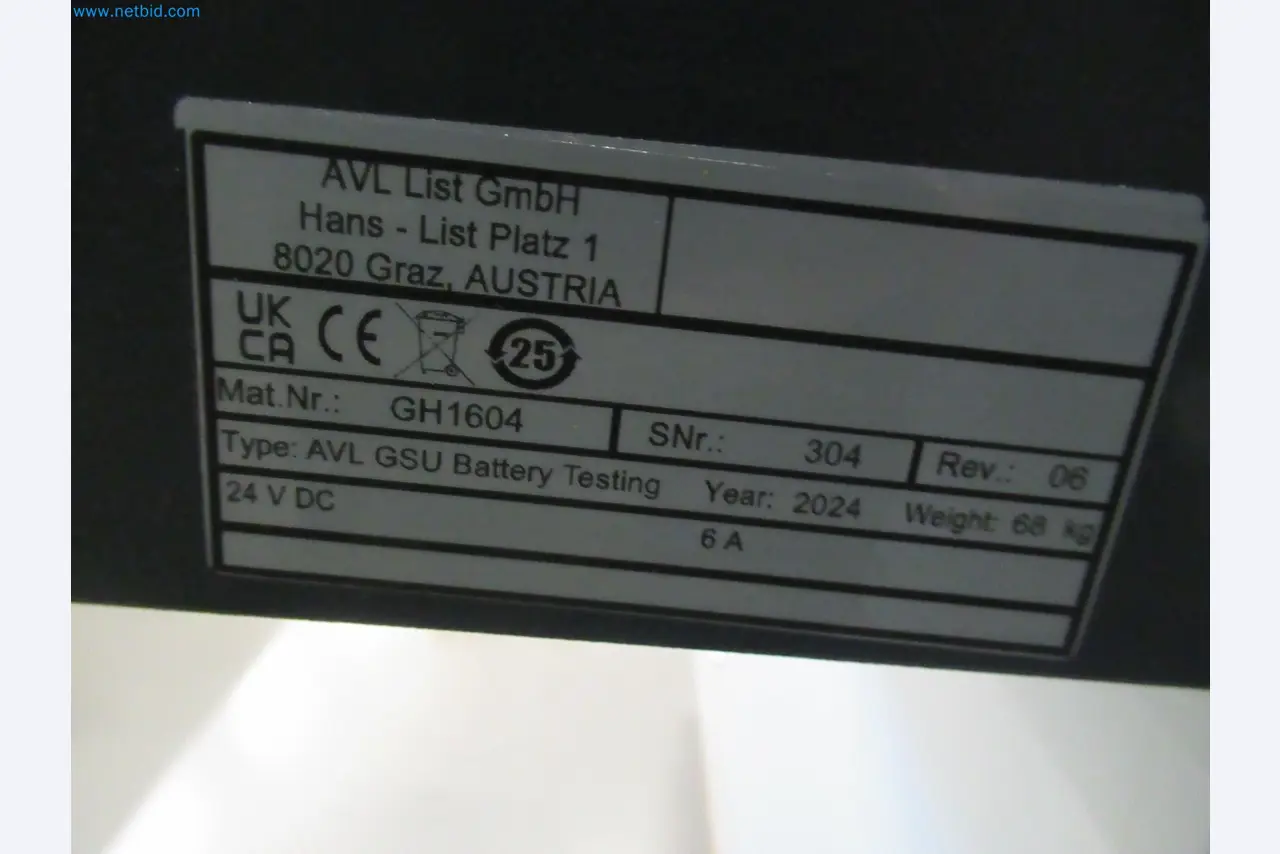 www.netbid.com
AVL List GmbH
Hans - List Platz 1
8020 Graz, AUSTRIA
UK
CA CE 25
Mat.Nr.: GH1604 SNr.: 304 Rev.: 06
Type: AVL GSU Battery Testing Year: 2024 Weight: 68 kg
24 V DC 6 A